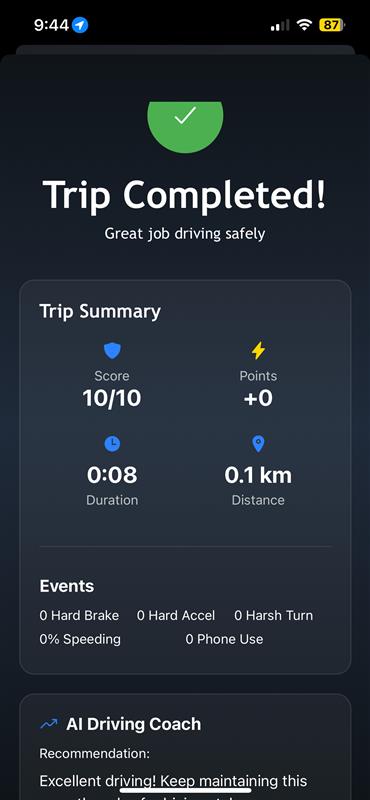 9:44
87
Trip Completed!
Great job driving safely
Trip Summary
Score
10/10
Points
+0
0:08
Duration
0.1 km
Distance
Events
0 Hard Brake 0 Hard Accel 0 Harsh Turn
0% Speeding 0 Phone Use
AI Driving Coach
Recommendation:
Excellent driving! Keep maintaining this